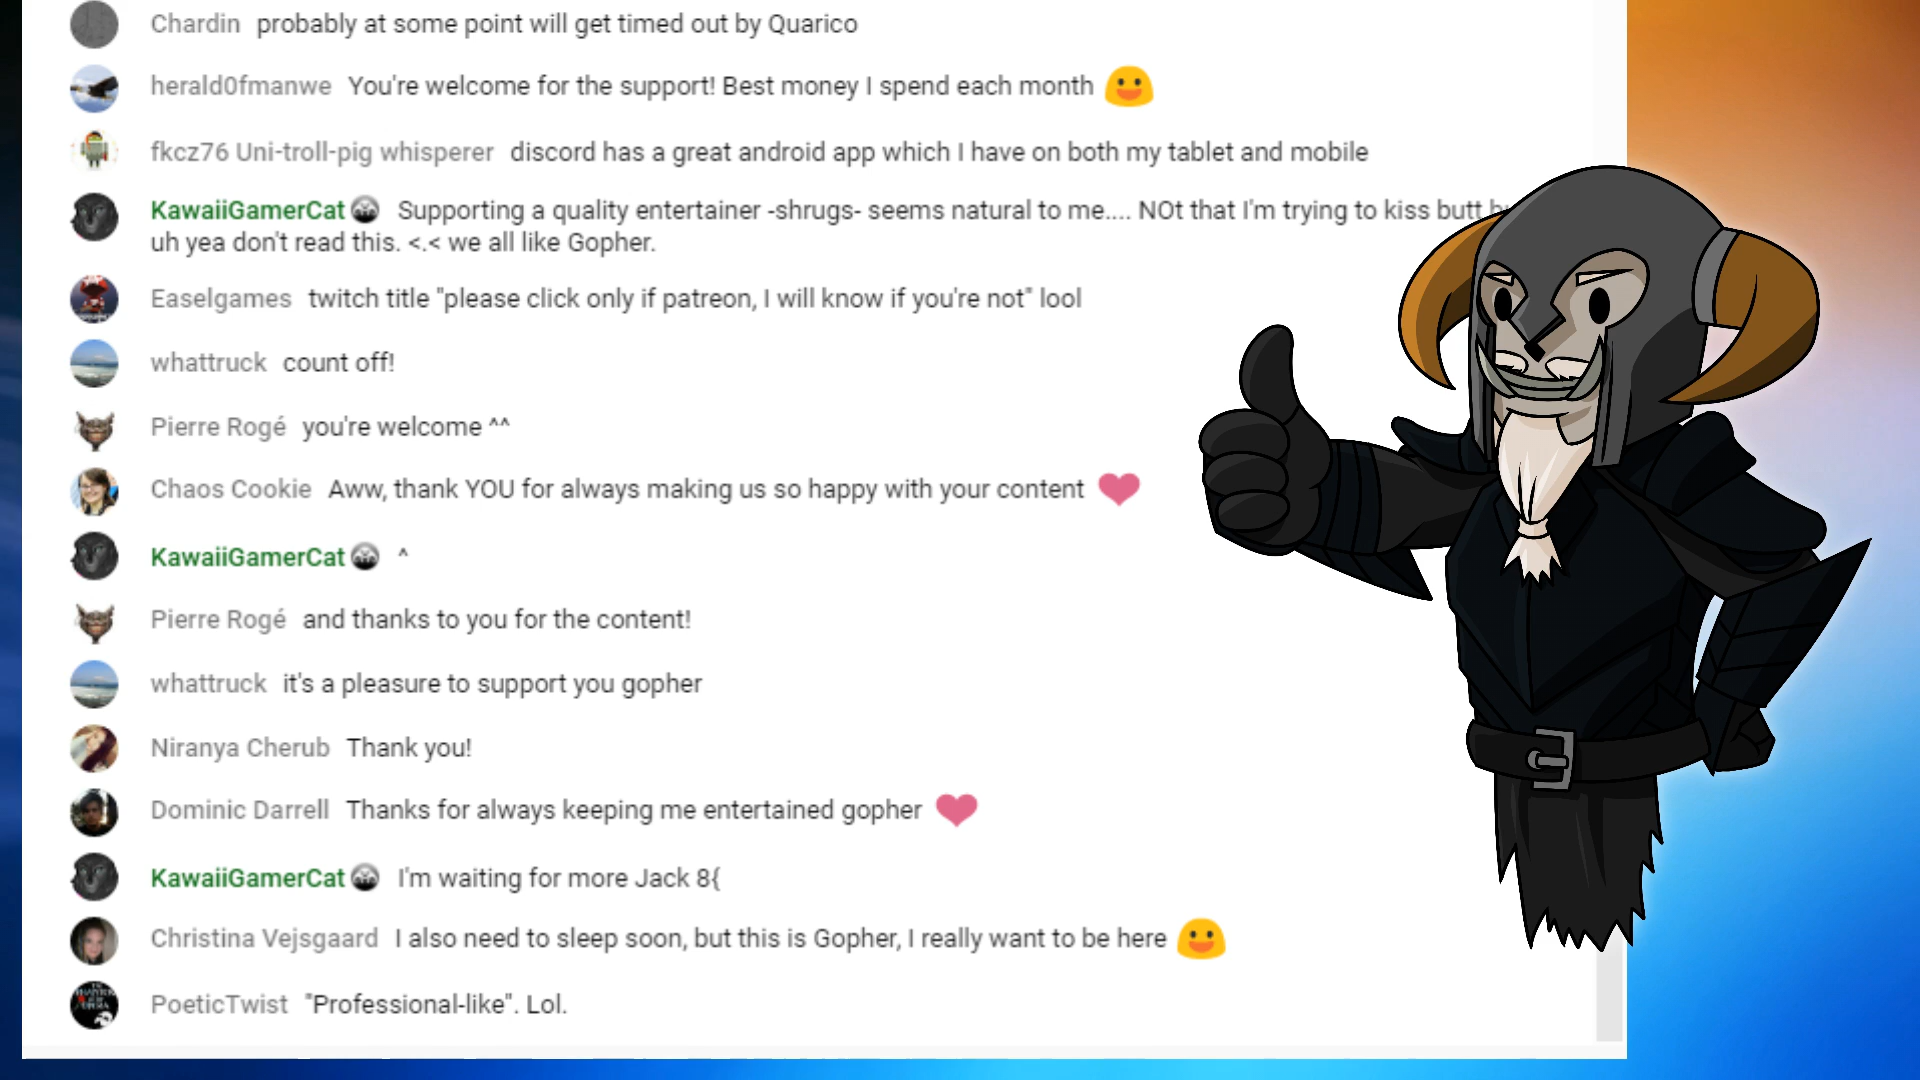 Chardin probably at some point will get timed out by Quarico
herald0fmanwe You're welcome for the support! Best money I spend each month
fkcz76 Uni-troll-pig whisperer discord has a great android app which I have on both my tablet and mobile
KawaiiGamerCat Supporting a quality entertainer -shrugs- seems natural to me.... NOt that I'm trying to kiss butt
uh yea don't read this. <.< we all like Gopher.
Easelgames twitch title "please click only if patreon, I will know if you're not" lool
whattruck count off!
Pierre Rogé you're welcome ^^
Chaos Cookie Aww, thank YOU for always making us so happy with your content
KawaiiGamerCat ^
Pierre Rogé and thanks to you for the content!
whattruck it's a pleasure to support you gopher
Niranya Cherub Thank you!
Dominic Darrell Thanks for always keeping me entertained gopher
KawaiiGamerCat I'm waiting for more Jack 8{
Christina Vejsgaard I also need to sleep soon, but this is Gopher, I really want to be here
PoeticTwist "Professional-like". Lol.